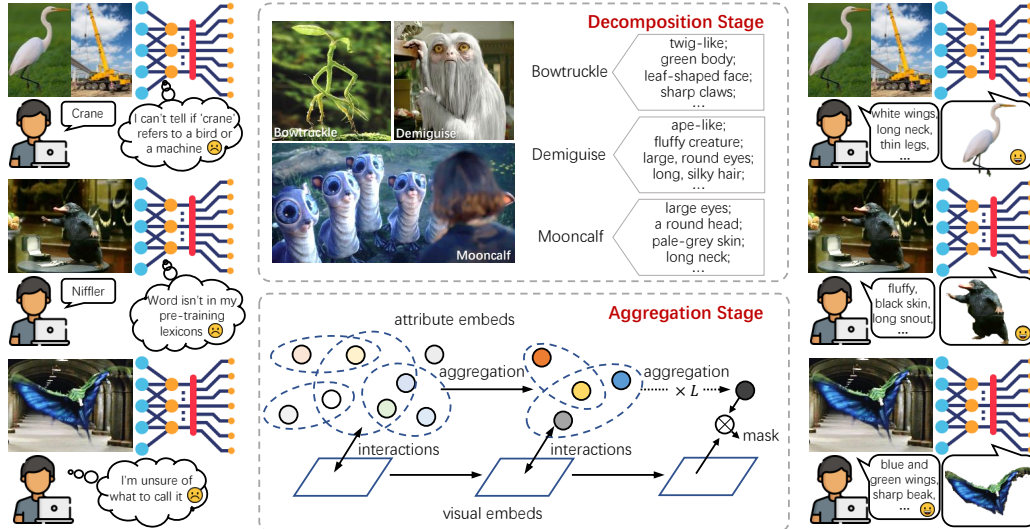 Crane
I can't tell if 'crane'
refers to a bird or
a machine
Niffler
Word isn't in my
pre-training
lexicons
I'm unsure of
what to call it
Decomposition Stage
Bowtruckle
Demiguise
Mooncalf
Bowtruckle
twig-like;
green body;
leaf-shaped face;
sharp claws;
...
Demiguise
ape-like;
fluffy creature;
large, round eyes;
long, silky hair;
...
Mooncalf
large eyes;
a round head;
pale-grey skin;
long neck;
...
Aggregation Stage
attribute embeds
aggregation
aggregation
× L
interactions
interactions
mask
visual embeds
white wings,
long neck,
thin legs,
...
fluffy,
black skin,
long snout,
...
blue and
green wings,
sharp beak,
...